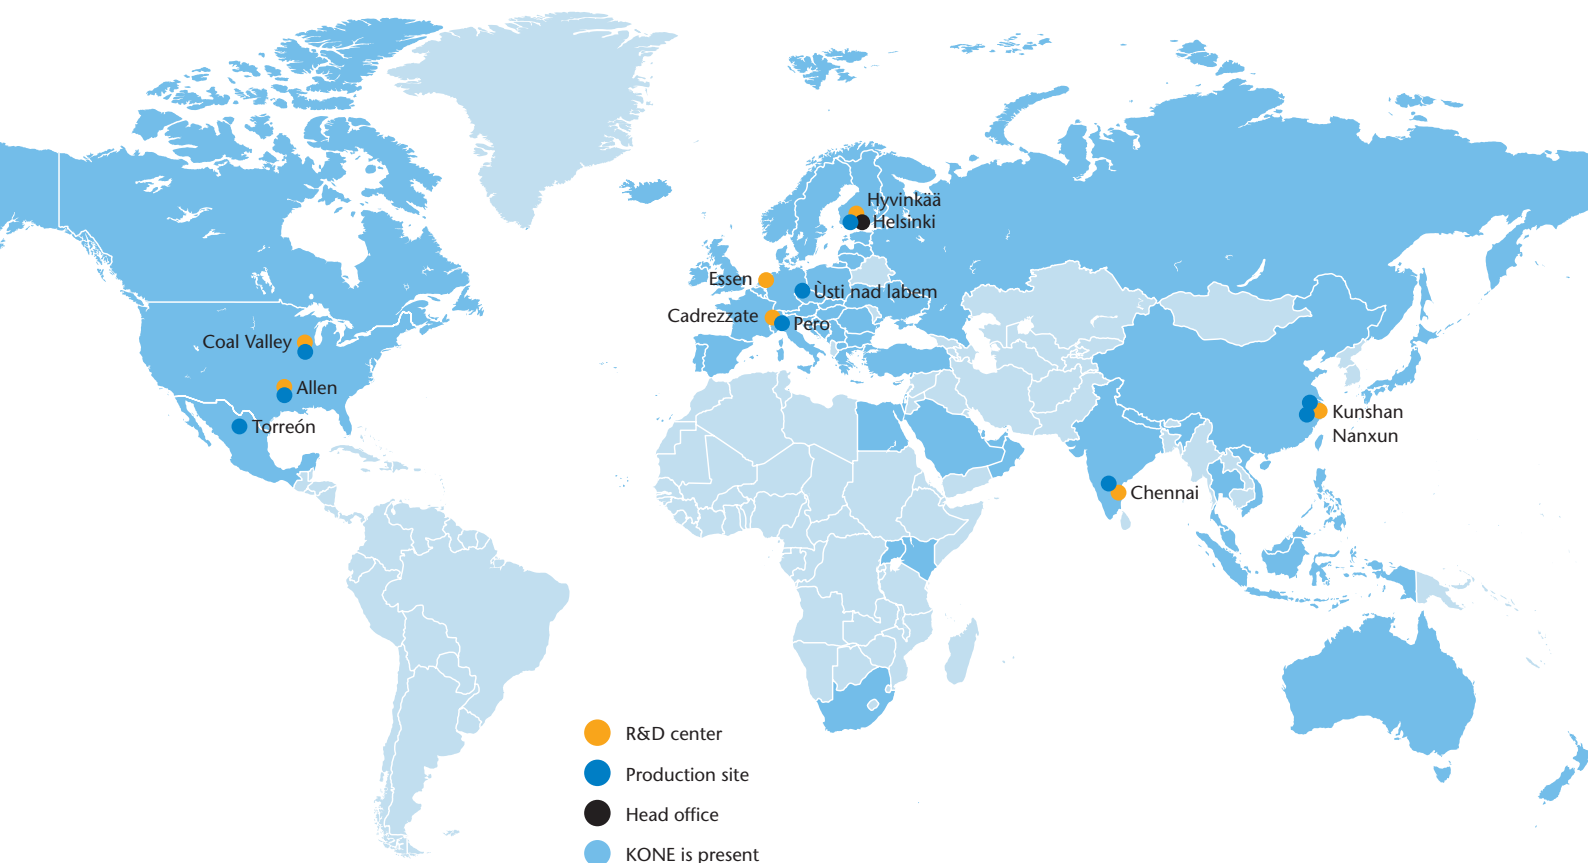 Hyvinkää
Helsinki
Essen
Ùsti nad labem
Cadrezzate
Pero
Coal Valley
Allen
Torreón
Kunshan
Nanxun
Chennai
R&D center
Production site
Head office
KONE is present